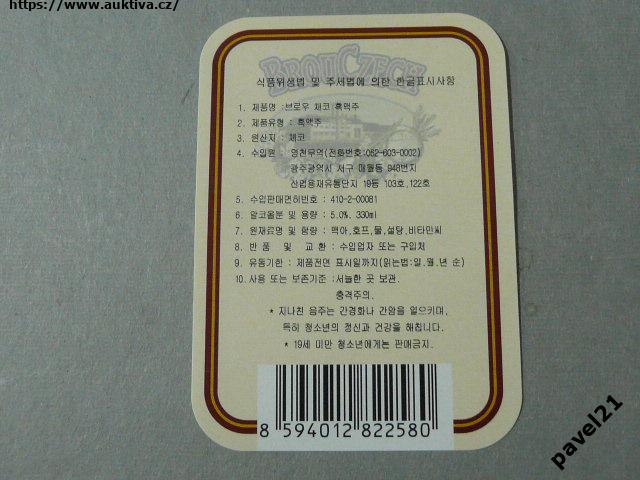 https://www.auktiva.cz/
BROUCZECH
식품위생법 및 주세법에 의한 한글표시사항
1. 제품명 :브로우 채코 흑맥주
2. 제품유형 : 흑맥주
3. 원산지 : 체코
4. 수입원 : 영천무역(전화번호:062-603-0002)
광주광역시 서구 매월동 948번지
산업용재유통단지 19동 103호,122호
5. 수입판매면허번호 : 410-2-00081
6. 알코올분 및 용량 : 5.0%. 330ml
7. 원재료명 및 함량 : 맥아,호프,물,설탕,비타민씨
8. 반 품 및 교 환 : 수입업자 또는 구입처
9. 유통기한 : 제품전면 표시일까지(읽는법:일.월.년 순)
10. 사용 또는 보존기준 :서늘한 곳 보관.
충격주의.
* 지나친 음주는 간경화나 간암을 일으키며,
특히 청소년의 정신과 건강을 해칩니다.
* 19세 미만 청소년에게는 판매금지.
8 594012 822580
pavel21